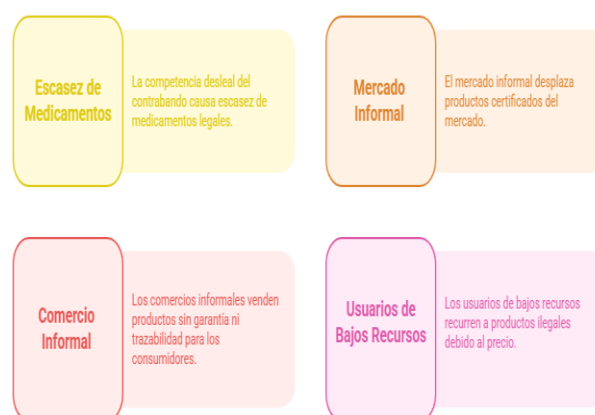 Escasez de
Medicamentos
La competencia desleal del
contrabando causa escasez de
medicamentos legales.
Mercado
Informal
El mercado informal desplaza
productos certificados del
mercado.
Comercio
Informal
Los comercios informales venden
productos sin garantía ni
trazabilidad para los
consumidores.
Usuarios de
Bajos Recursos
Los usuarios de bajos recursos
recurren a productos ilegales
debido al precio.